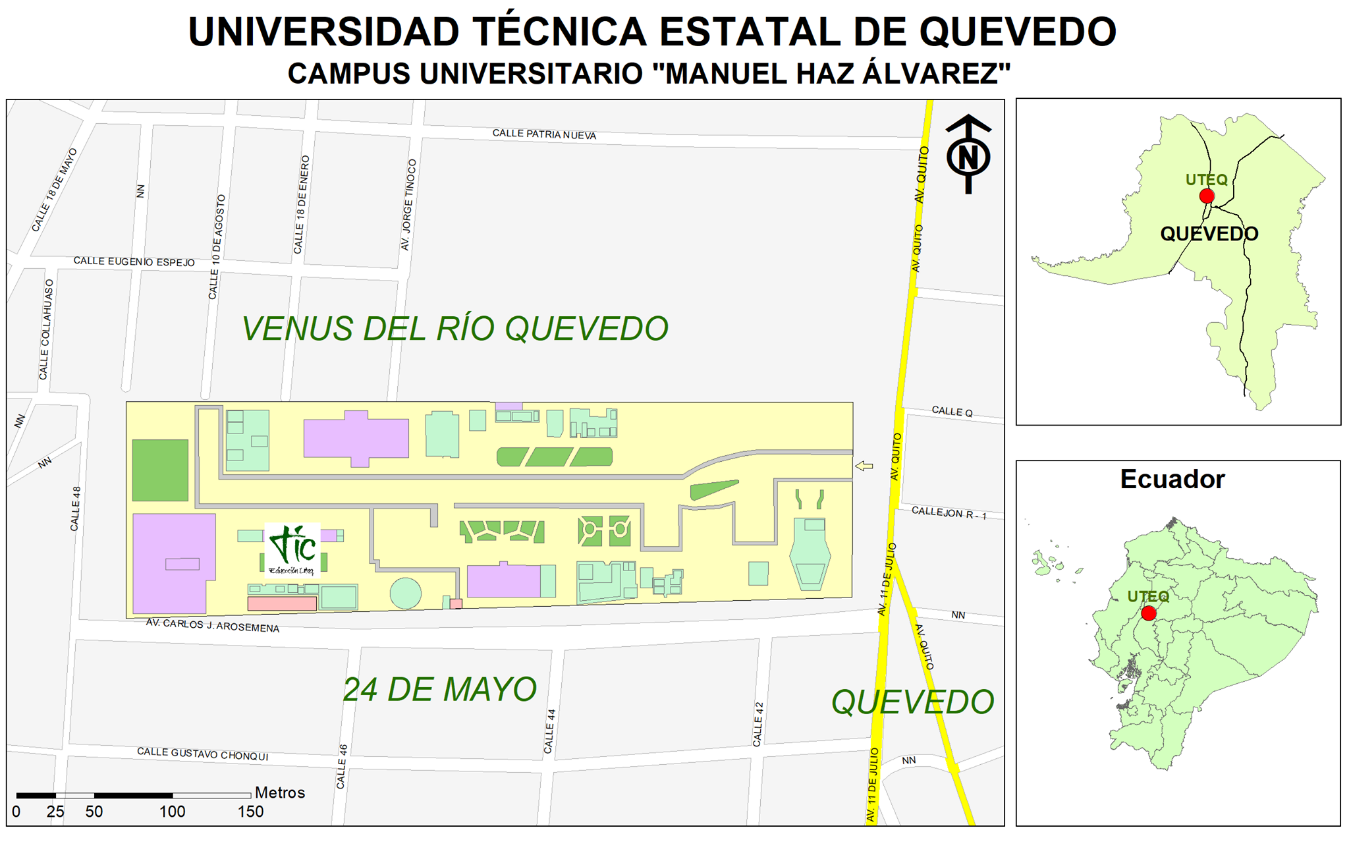 UNIVERSIDAD TÉCNICA ESTATAL DE QUEVEDO
CAMPUS UNIVERSITARIO "MANUEL HAZ ÁLVAREZ"
CALLE PATRIA NUEVA
CALLE 18 DE MAYO
NN
CALLE 10 DE AGOSTO
CALLE 18 DE ENERO
AV. JORGE TINOCO
AV. QUITO
N
AV. QUITO
CALLE EUGENIO ESPEJO
CALLE COLLAHUASO
VENUS DEL RÍO QUEVEDO
NN
NN
CALLE Q
AV. QUITO
CALLE 48
CALLEJON R - 1
tic
AV. 11 DE JULIO
AV. CARLOS J. AROSEMENA
NN
AV. QUITO
24 DE MAYO
QUEVEDO
CALLE 46
CALLE 44
CALLE 42
CALLE GUSTAVO CHONQUI
NN
AV. 11 DE JULIO
Metros
0 25 50 100 150
UTEQ
QUEVEDO
Ecuador
UTEQ